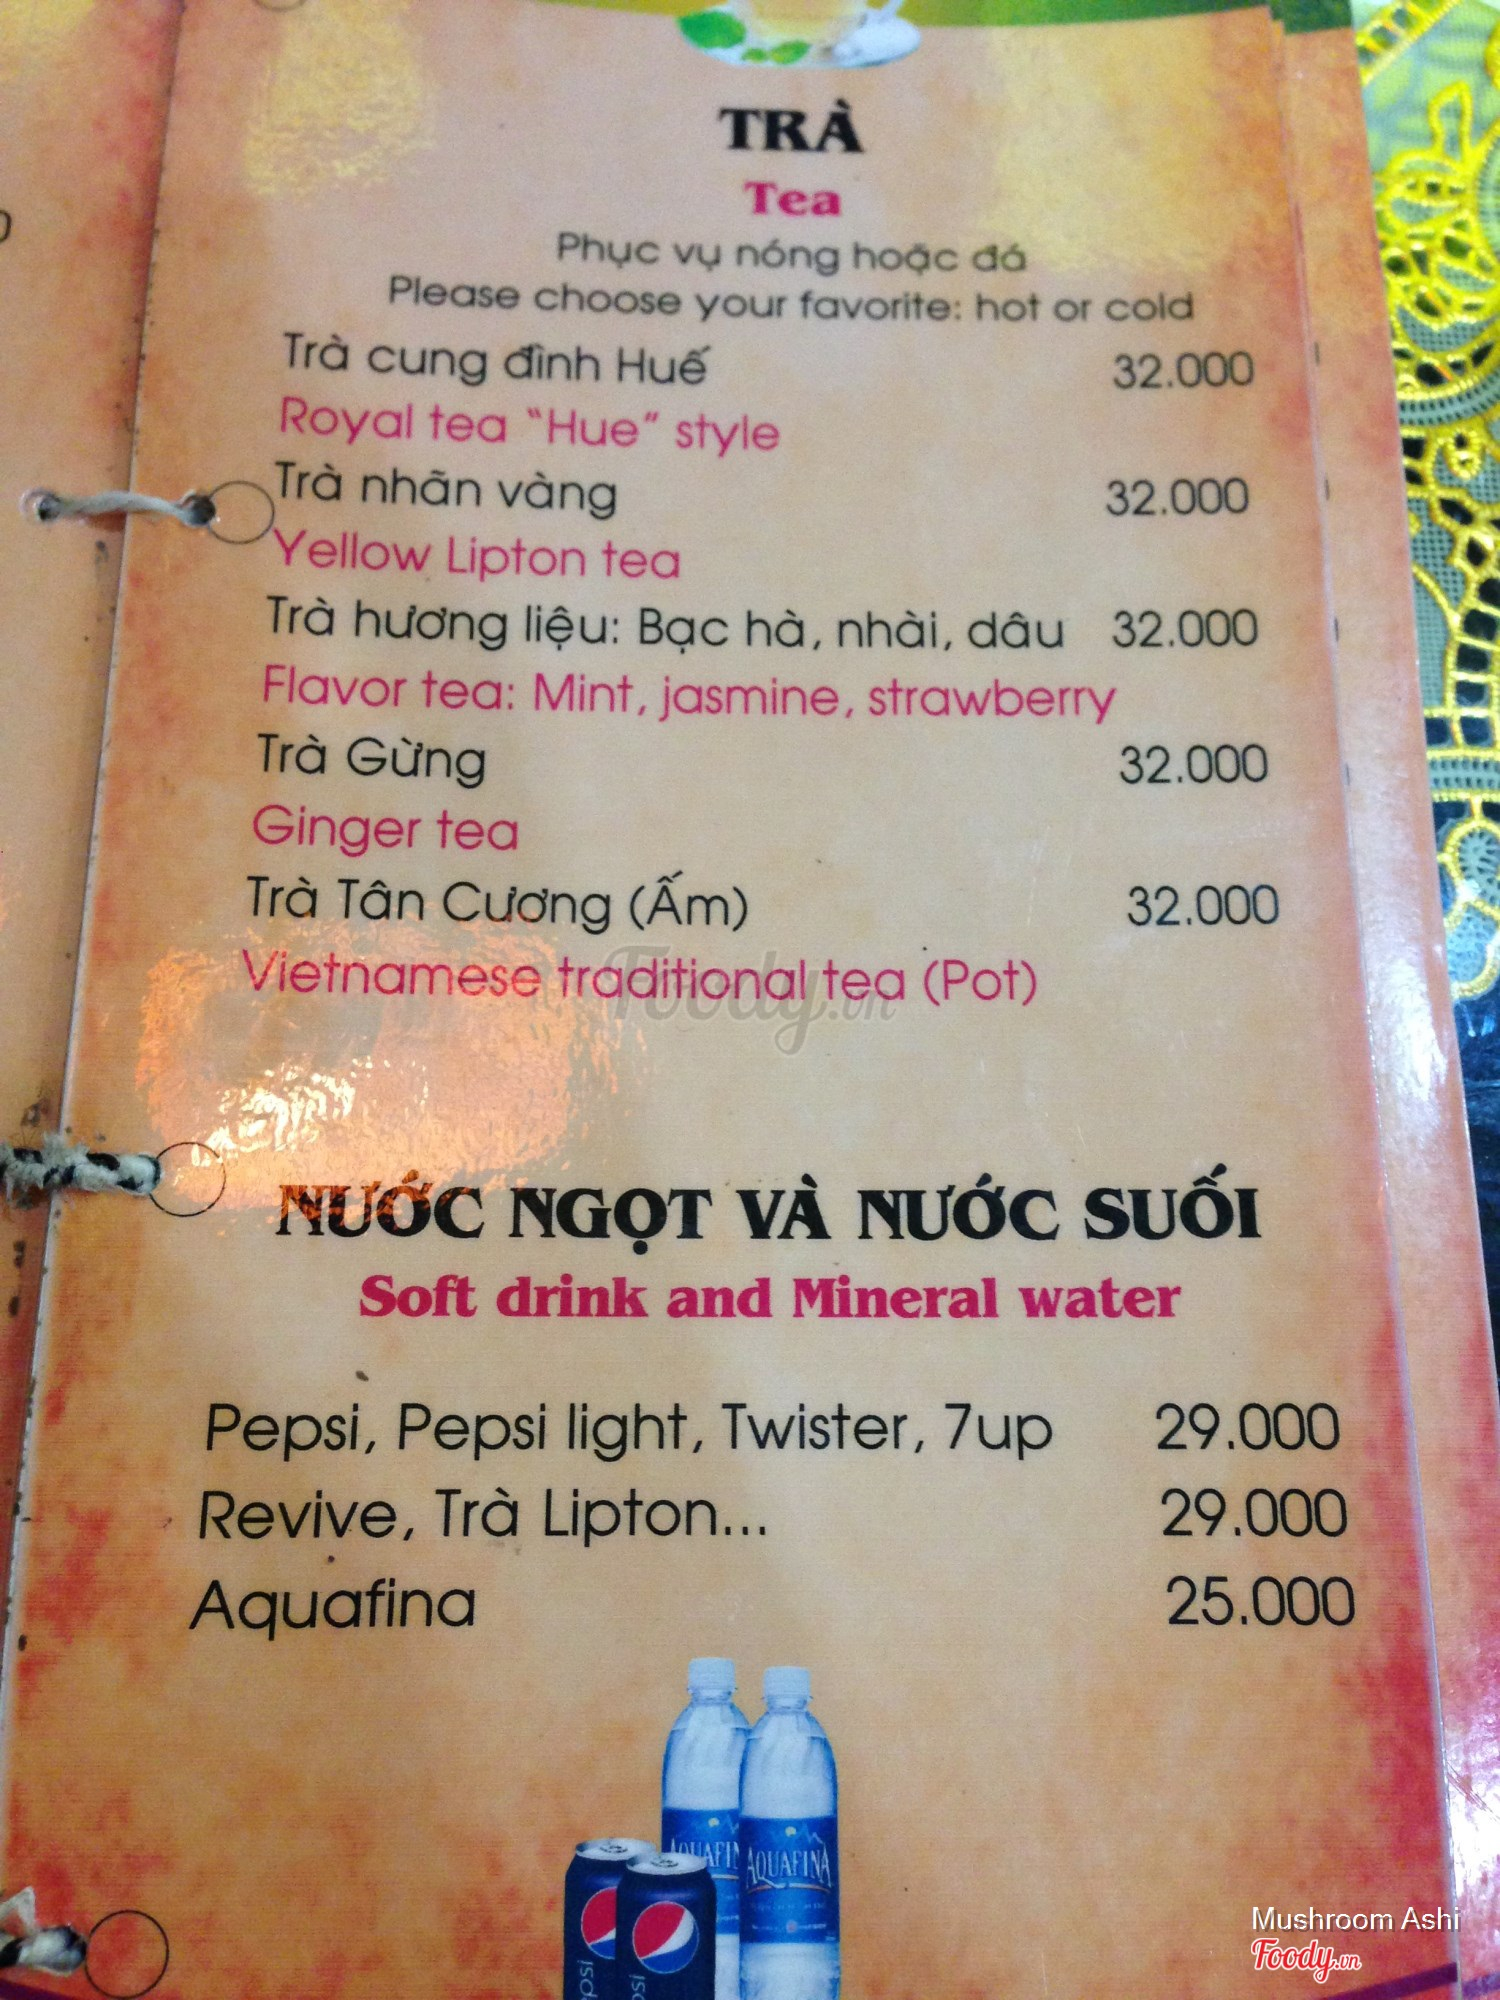 TRÀ
Tea
Phục vụ nóng hoặc đá
Please choose your favorite: hot or cold
Trà cung đình Huế 32.000
Royal tea "Hue" style
Trà nhãn vàng 32.000
Yellow Lipton tea
Trà hương liệu: Bạc hà, nhài, dâu 32.000
Flavor tea: Mint, jasmine, strawberry
Trà Gừng 32.000
Ginger tea
Trà Tân Cương (Ấm) 32.000
Vietnamese traditional tea (Pot)
Foody.vn
NƯỚC NGỌT VÀ NƯỚC SUỐI
Soft drink and Mineral water
Pepsi, Pepsi light, Twister, 7up 29.000
Revive, Trà Lipton... 29.000
Aquafina 25.000
AQUAFINA
Mushroom Ashi
Foody.vn